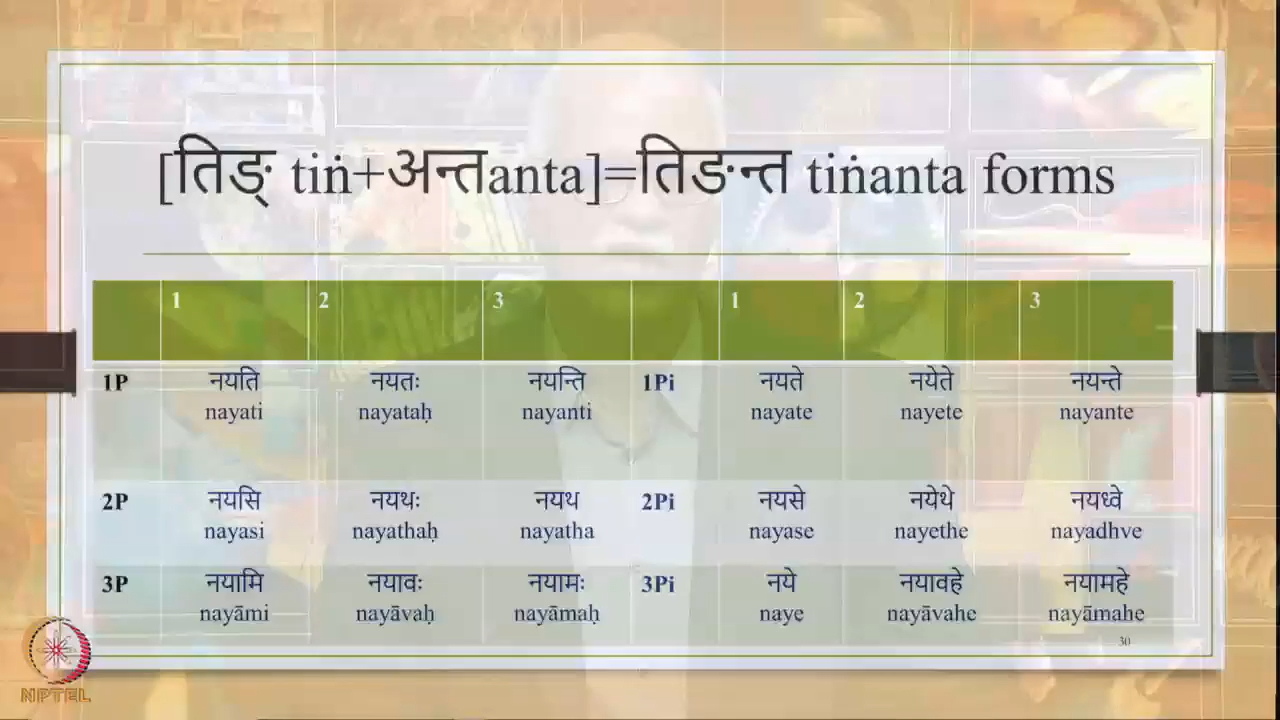 [तिङ् tiṅ+अन्तanta]=तिङन्त tiṅanta forms
1 2 3 1 2 3
1P नयति नयतः नयन्ति 1Pi नयते नयेते नयन्ते
nayati nayataḥ nayanti nayate nayete nayante
2P नयसि नयथः नयथ 2Pi नयसे नयेथे नयध्वे
nayasi nayathaḥ nayatha nayase nayethe nayadhve
3P नयामि नयावः नयामः 3Pi नये नयावहे नयामहे
nayāmi nayāvaḥ nayāmaḥ naye nayāvahe nayāmahe
30
NPTEL